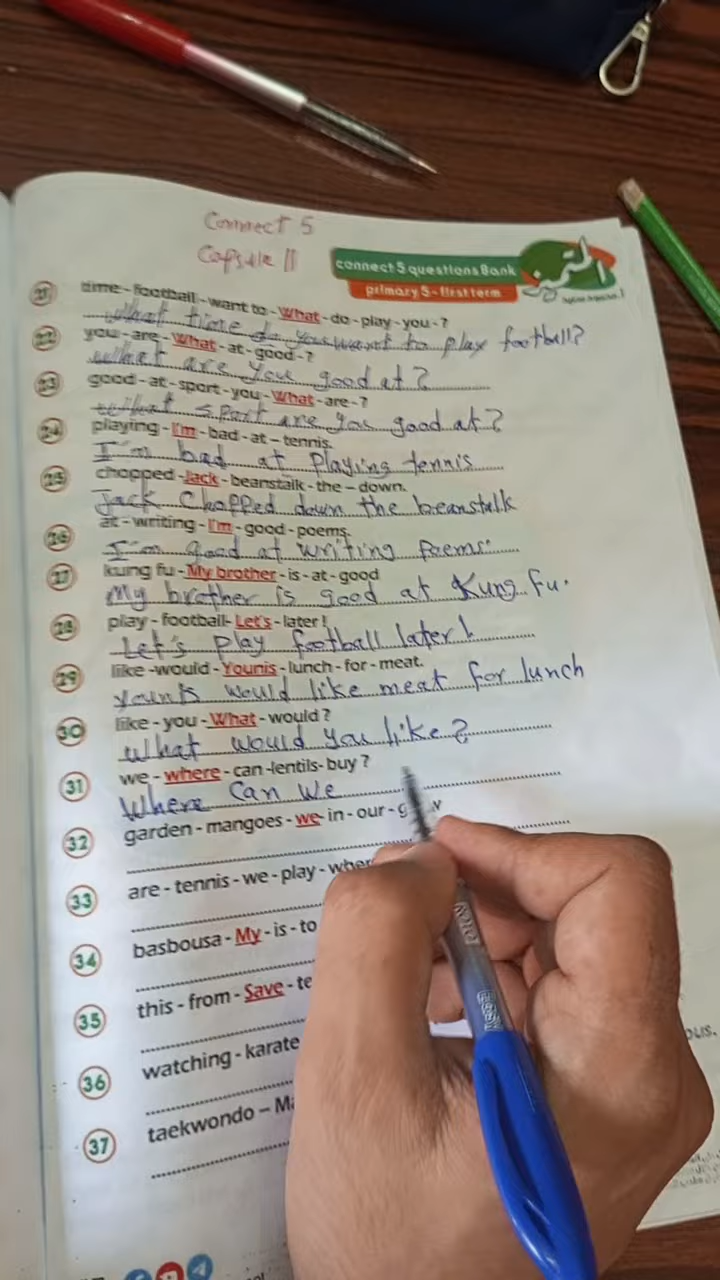 Connect 5
Capsule 11
connect 5 questions Bank
primary 5 - first term
21 time - football - want to - What - do - play - you - ?
What time do you want to play football?
22 you - are - What - at - good - ?
What are you good at?
23 good - at - sport - you - What - are - ?
What sport are you good at?
24 playing - I'm - bad - at – tennis.
I'm bad at playing tennis
25 chopped - Jack - beanstalk - the – down.
Jack Chopped down the beanstalk
26 at - writing - I'm - good - poems.
I'm good at writing Poems.
27 kung fu - My brother - is - at - good
My brother is good at Kung fu.
28 play - football- Let's - later!
Let's play football later!
29 like -would - Younis - lunch - for - meat.
younis would like meat for lunch
30 like - you - What - would ?
What would you like?
31 we - where - can -lentils- buy ?
Where can we
32 garden - mangoes - we- in - our -
33 are - tennis - we - play -
34 basbousa - My - is - to
35 this - from - Save -
36 watching - karate
37 taekwondo –